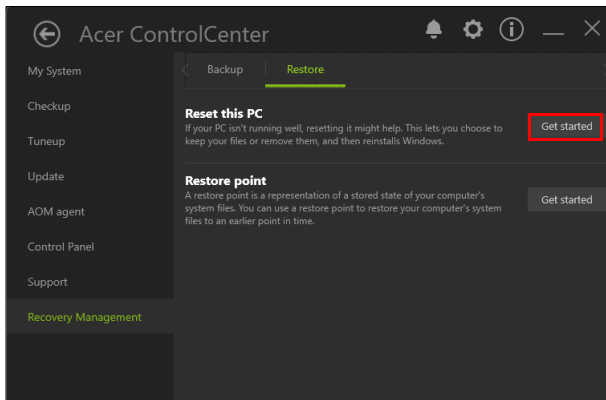 Acer ControlCenter
My System
Checkup
Tuneup
Update
AOM agent
Control Panel
Support
Recovery Management
Backup
Restore
Reset this PC
If your PC isn't running well, resetting it might help. This lets you choose to
keep your files or remove them, and then reinstalls Windows.
Get started
Restore point
A restore point is a representation of a stored state of your computer's
system files. You can use a restore point to restore your computer's system
files to an earlier point in time.
Get started